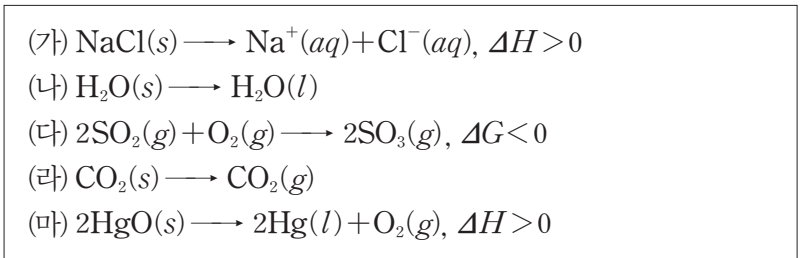 (가) NaCl(s) ⟶ Na⁺(aq)+Cl⁻(aq), ΔH>0
(나) H₂O(s) ⟶ H₂O(l)
(다) 2SO₂(g)+O₂(g) ⟶ 2SO₃(g), ΔG<0
(라) CO₂(s) ⟶ CO₂(g)
(마) 2HgO(s) ⟶ 2Hg(l)+O₂(g), ΔH>0